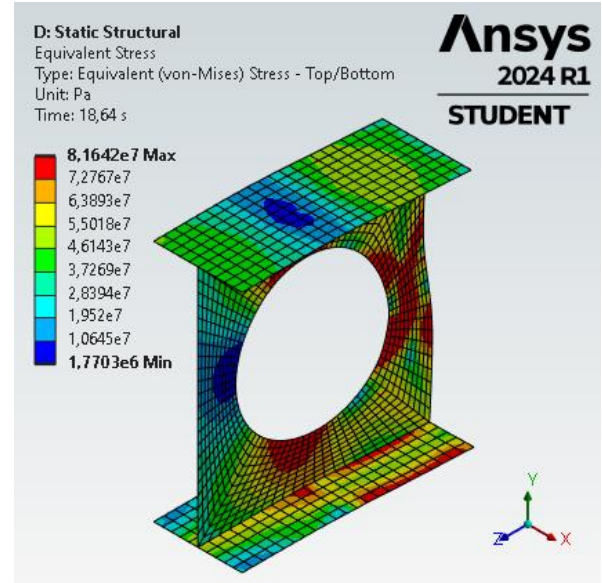 D: Static Structural
Equivalent Stress
Type: Equivalent (von-Mises) Stress - Top/Bottom
Unit: Pa
Time: 18,64 s
8,1642e7 Max
7,2767e7
6,3893e7
5,5018e7
4,6143e7
3,7269e7
2,8394e7
1,952e7
1,0645e7
1,7703e6 Min
Ansys
2024 R1
STUDENT
Y
Z
X